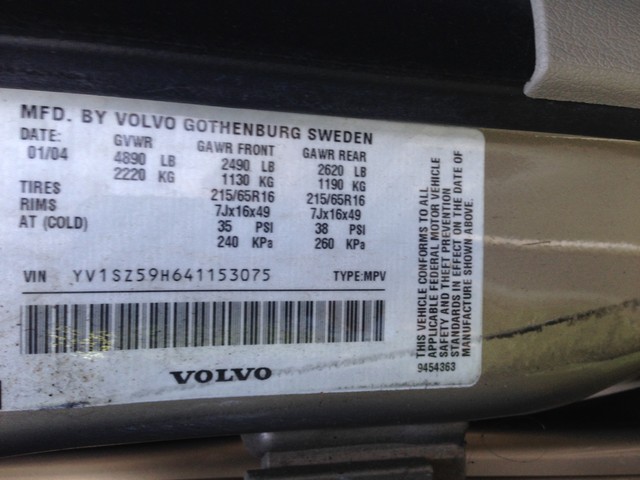 MFD. BY VOLVO GOTHENBURG SWEDEN
DATE: GVWR GAWR FRONT GAWR REAR
01/04 4890 LB 2490 LB 2620 LB
2220 KG 1130 KG 1190 KG
TIRES 215/65R16 215/65R16
RIMS 7Jx16x49 7Jx16x49
AT (COLD) 35 PSI 38 PSI
240 KPa 260 KPa
VIN YV1SZ59H641153075 TYPE:MPV
VOLVO
THIS VEHICLE CONFORMS TO ALL
APPLICABLE FEDERAL MOTOR VEHICLE
SAFETY AND THEFT PREVENTION
STANDARDS IN EFFECT ON THE DATE OF
MANUFACTURE SHOWN ABOVE.
9454363